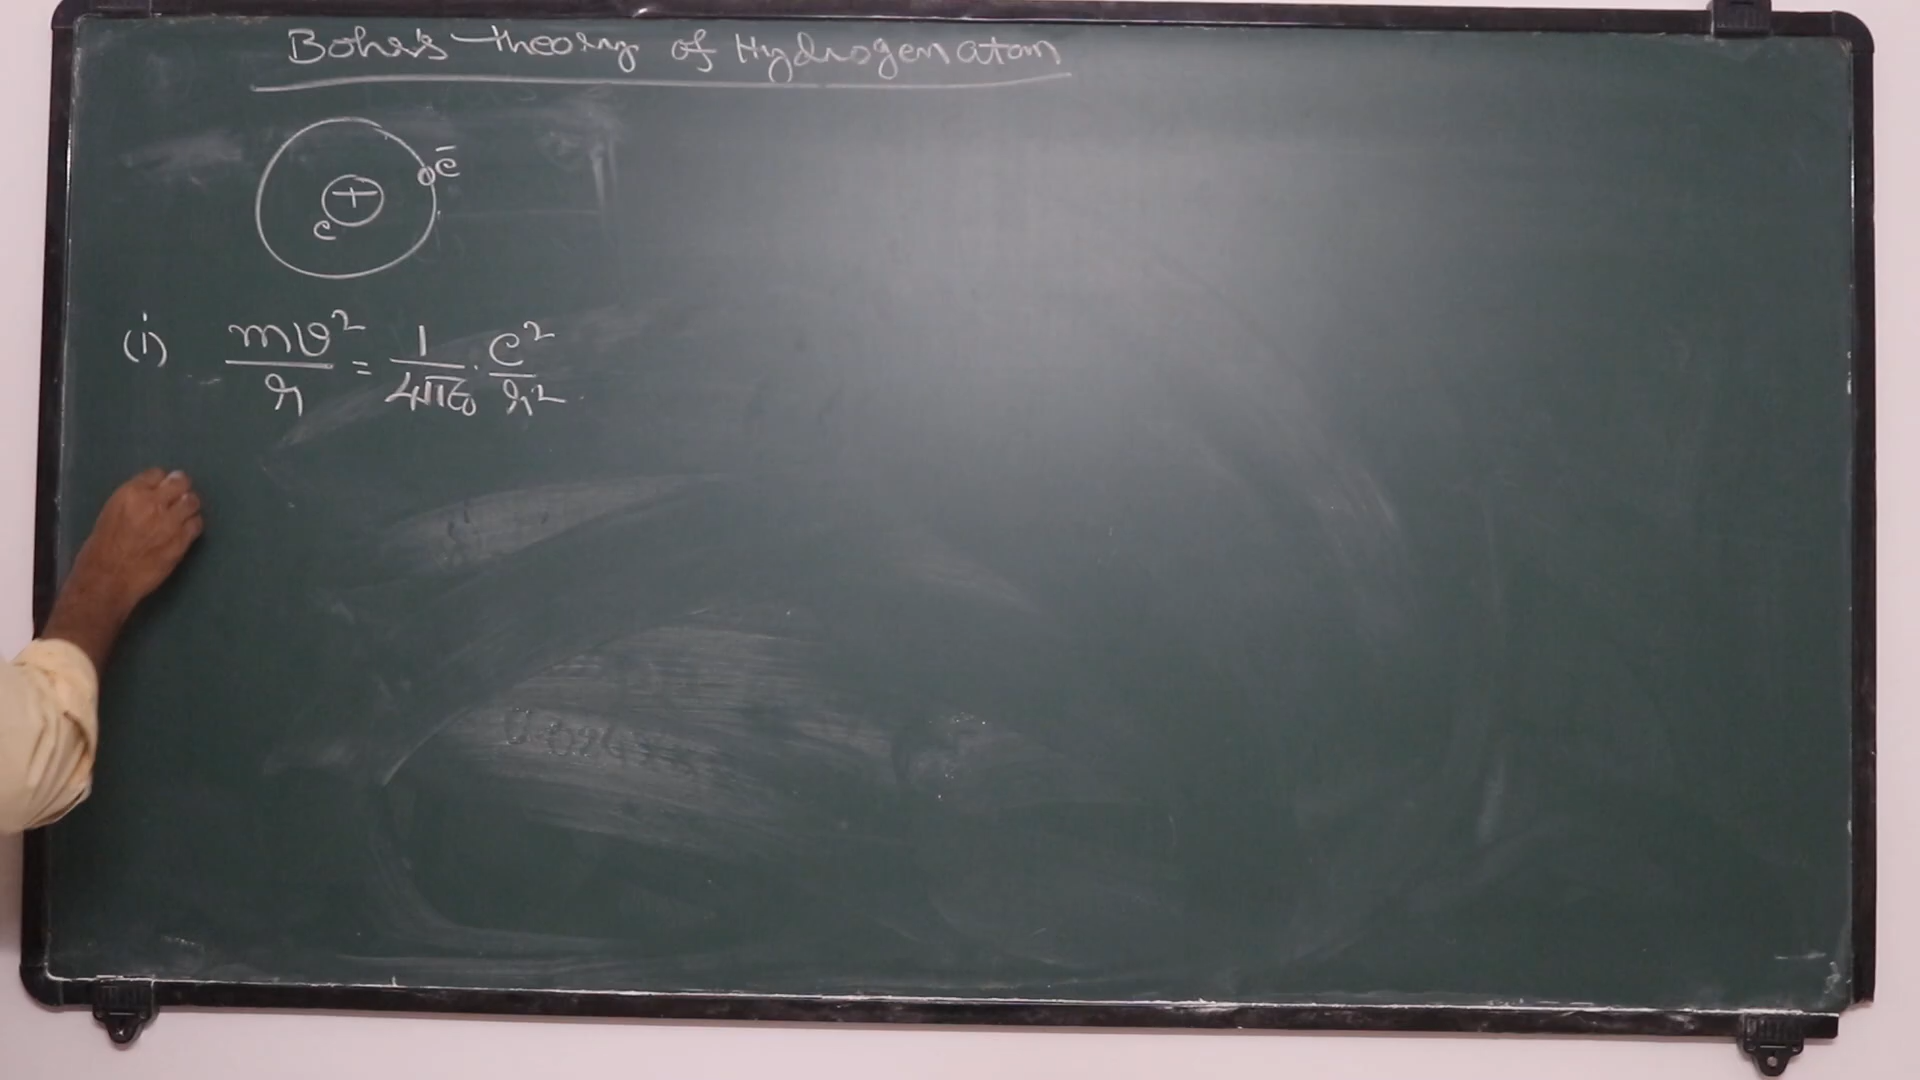 Bohr's theory of Hydrogen atom
e⁻
+
e
(i) mv²/r = 1/4πε₀ · e²/r²